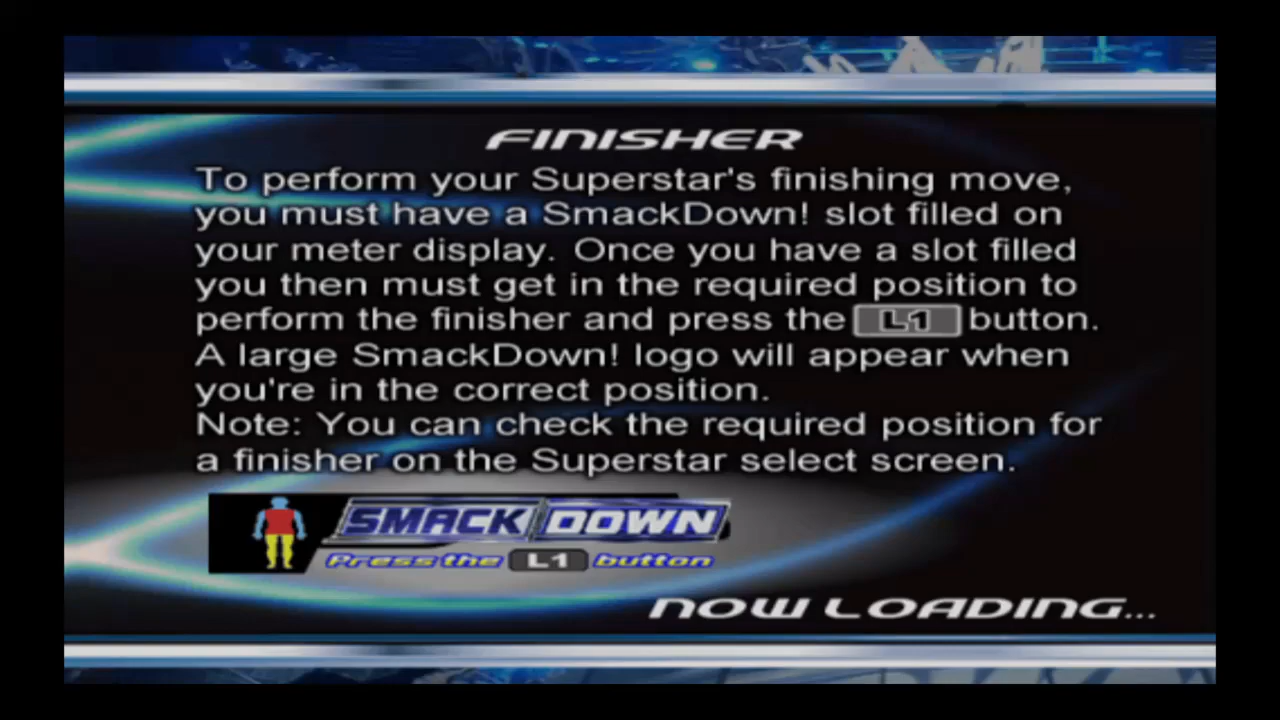 FINISHER
To perform your Superstar's finishing move,
you must have a SmackDown! slot filled on
your meter display. Once you have a slot filled
you then must get in the required position to
perform the finisher and press the L1 button.
A large SmackDown! logo will appear when
you're in the correct position.
Note: You can check the required position for
a finisher on the Superstar select screen.
SMACK DOWN
Press the L1 button
NOW LOADING...